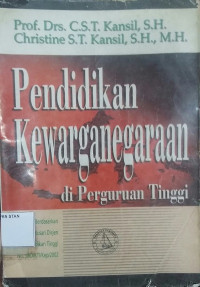 Prof. Drs. C.S.T. Kansil, S.H.
Christine S.T. Kansil, S.H., M.H.
Pendidikan
Kewarganegaraan
di Perguruan Tinggi